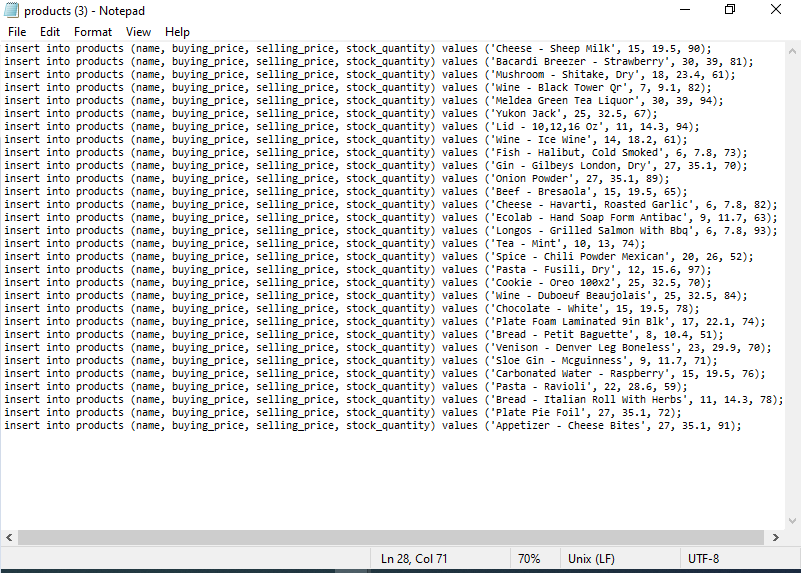 products (3) - Notepad
File Edit Format View Help
insert into products (name, buying_price, selling_price, stock_quantity) values ('Cheese - Sheep Milk', 15, 19.5, 90);
insert into products (name, buying_price, selling_price, stock_quantity) values ('Bacardi Breezer - Strawberry', 30, 39, 81);
insert into products (name, buying_price, selling_price, stock_quantity) values ('Mushroom - Shitake, Dry', 18, 23.4, 61);
insert into products (name, buying_price, selling_price, stock_quantity) values ('Wine - Black Tower Qr', 7, 9.1, 82);
insert into products (name, buying_price, selling_price, stock_quantity) values ('Meldea Green Tea Liquor', 30, 39, 94);
insert into products (name, buying_price, selling_price, stock_quantity) values ('Yukon Jack', 25, 32.5, 67);
insert into products (name, buying_price, selling_price, stock_quantity) values ('Lid - 10,12,16 Oz', 11, 14.3, 94);
insert into products (name, buying_price, selling_price, stock_quantity) values ('Wine - Ice Wine', 14, 18.2, 61);
insert into products (name, buying_price, selling_price, stock_quantity) values ('Fish - Halibut, Cold Smoked', 6, 7.8, 73);
insert into products (name, buying_price, selling_price, stock_quantity) values ('Gin - Gilbeys London, Dry', 27, 35.1, 70);
insert into products (name, buying_price, selling_price, stock_quantity) values ('Onion Powder', 27, 35.1, 89);
insert into products (name, buying_price, selling_price, stock_quantity) values ('Beef - Bresaola', 15, 19.5, 65);
insert into products (name, buying_price, selling_price, stock_quantity) values ('Cheese - Havarti, Roasted Garlic', 6, 7.8, 82);
insert into products (name, buying_price, selling_price, stock_quantity) values ('Ecolab - Hand Soap Form Antibac', 9, 11.7, 63);
insert into products (name, buying_price, selling_price, stock_quantity) values ('Longos - Grilled Salmon With Bbq', 6, 7.8, 93);
insert into products (name, buying_price, selling_price, stock_quantity) values ('Tea - Mint', 10, 13, 74);
insert into products (name, buying_price, selling_price, stock_quantity) values ('Spice - Chili Powder Mexican', 20, 26, 52);
insert into products (name, buying_price, selling_price, stock_quantity) values ('Pasta - Fusili, Dry', 12, 15.6, 97);
insert into products (name, buying_price, selling_price, stock_quantity) values ('Cookie - Oreo 100x2', 25, 32.5, 70);
insert into products (name, buying_price, selling_price, stock_quantity) values ('Wine - Duboeuf Beaujolais', 25, 32.5, 84);
insert into products (name, buying_price, selling_price, stock_quantity) values ('Chocolate - White', 15, 19.5, 78);
insert into products (name, buying_price, selling_price, stock_quantity) values ('Plate Foam Laminated 9in Blk', 17, 22.1, 74);
insert into products (name, buying_price, selling_price, stock_quantity) values ('Bread - Petit Baguette', 8, 10.4, 51);
insert into products (name, buying_price, selling_price, stock_quantity) values ('Venison - Denver Leg Boneless', 23, 29.9, 70);
insert into products (name, buying_price, selling_price, stock_quantity) values ('Sloe Gin - Mcguinness', 9, 11.7, 71);
insert into products (name, buying_price, selling_price, stock_quantity) values ('Carbonated Water - Raspberry', 15, 19.5, 76);
insert into products (name, buying_price, selling_price, stock_quantity) values ('Pasta - Ravioli', 22, 28.6, 59);
insert into products (name, buying_price, selling_price, stock_quantity) values ('Bread - Italian Roll With Herbs', 11, 14.3, 78);
insert into products (name, buying_price, selling_price, stock_quantity) values ('Plate Pie Foil', 27, 35.1, 72);
insert into products (name, buying_price, selling_price, stock_quantity) values ('Appetizer - Cheese Bites', 27, 35.1, 91);
Ln 28, Col 71 70% Unix (LF) UTF-8